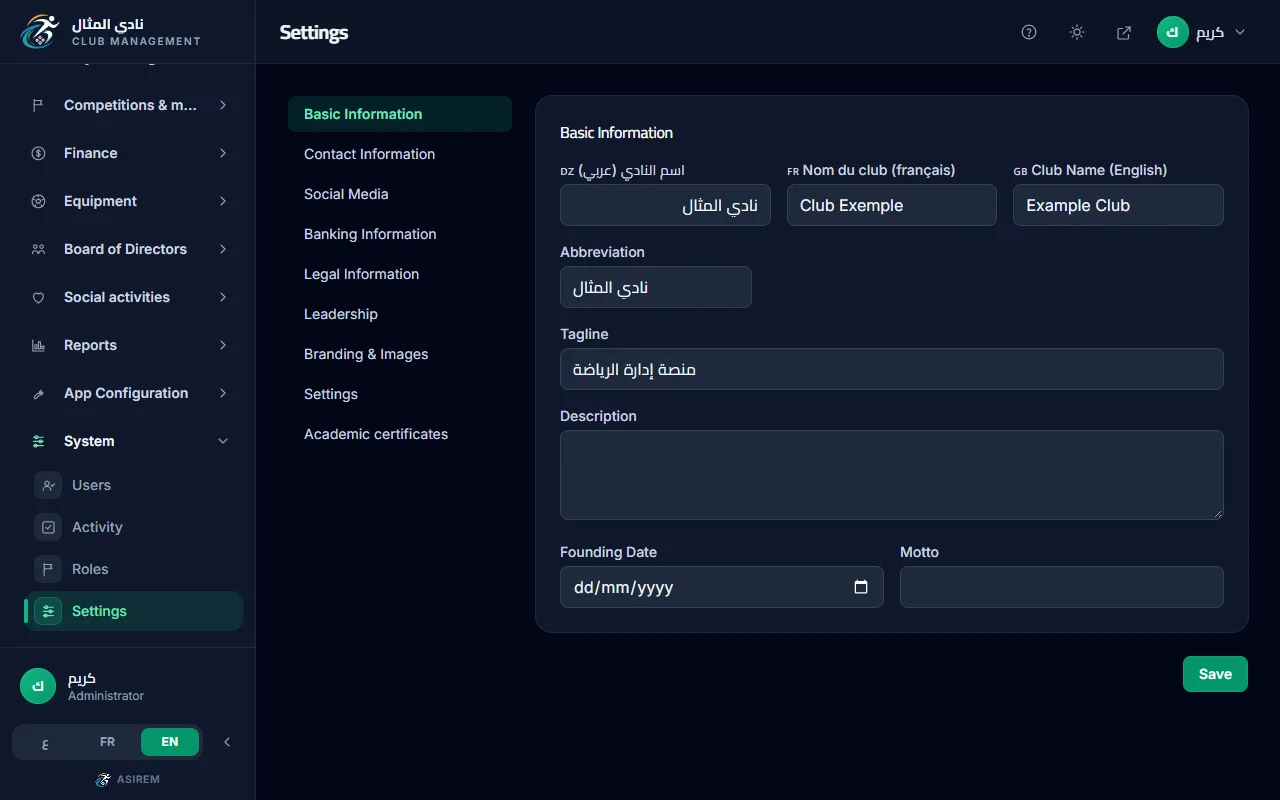 نادي المثال
CLUB MANAGEMENT
Settings
ك
كريم
Competitions & m...
Finance
Equipment
Board of Directors
Social activities
Reports
App Configuration
System
Users
Activity
Roles
Settings
ك
كريم
Administrator
ع
FR
EN
ASIREM
Basic Information
Contact Information
Social Media
Banking Information
Legal Information
Leadership
Branding & Images
Settings
Academic certificates
Basic Information
DZ اسم النادي (عربي)
نادي المثال
FR Nom du club (français)
Club Exemple
GB Club Name (English)
Example Club
Abbreviation
نادي المثال
Tagline
منصة إدارة الرياضة
Description
Founding Date
dd/mm/yyyy
Motto
Save